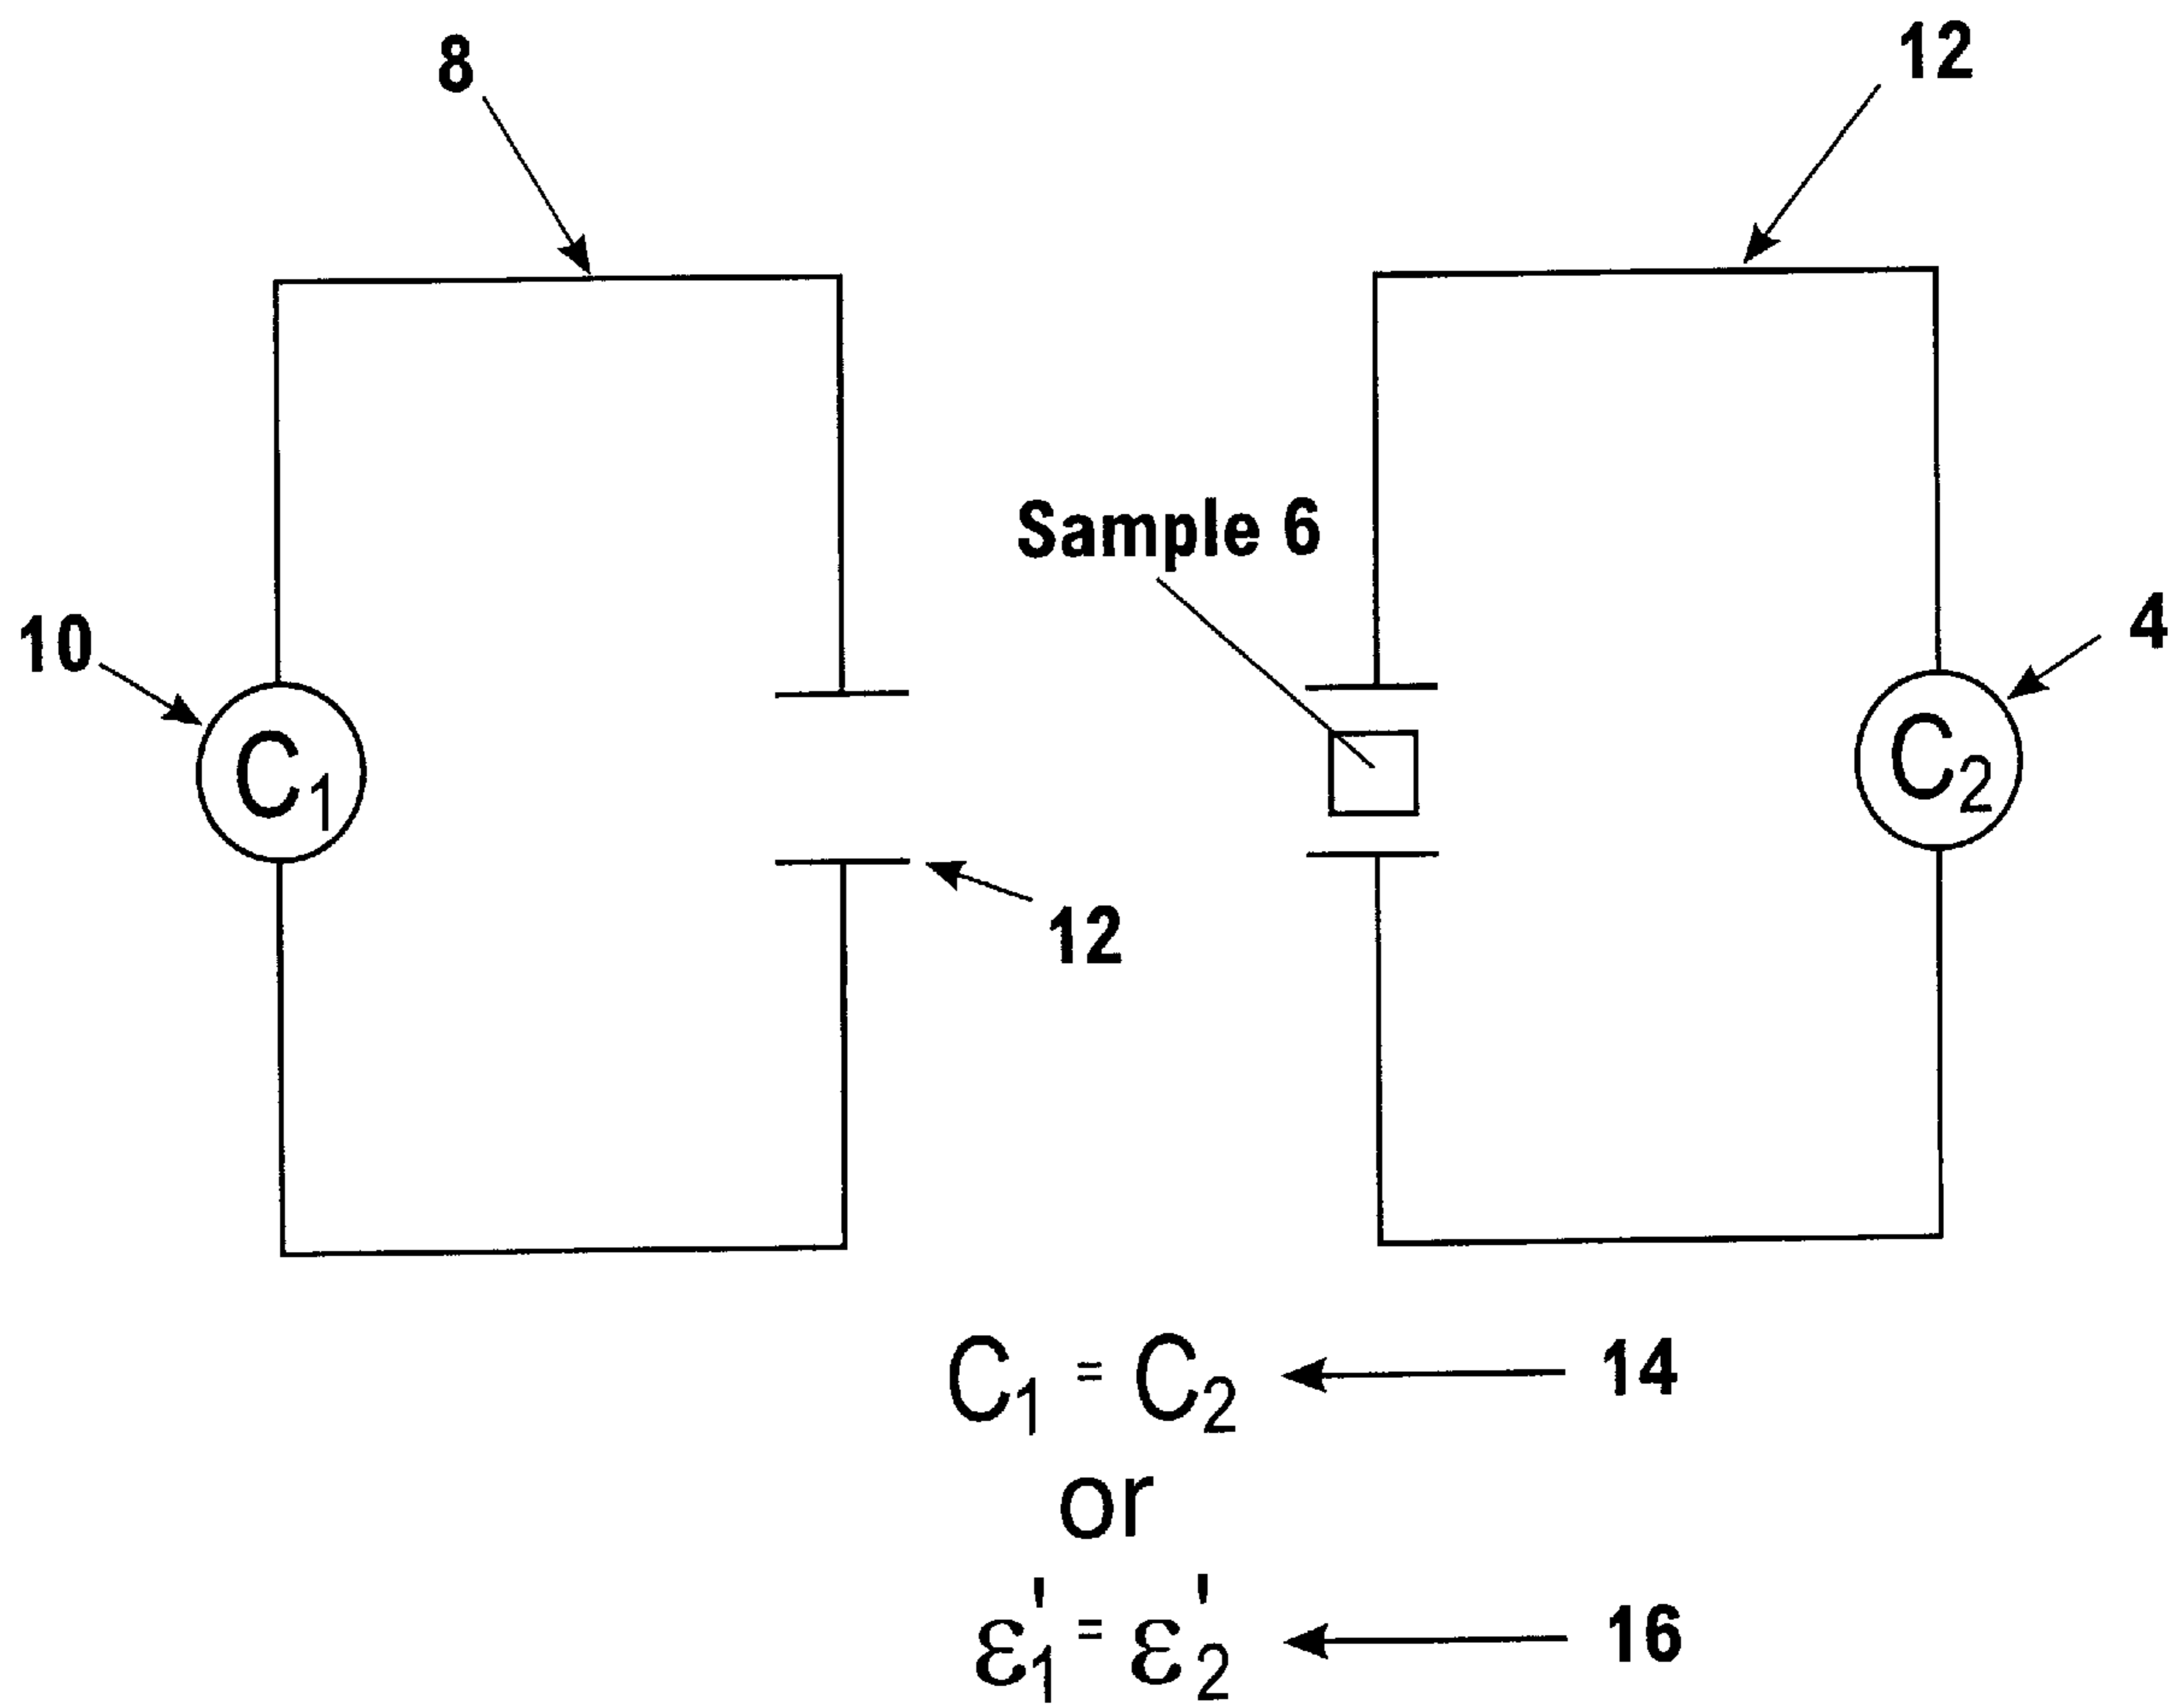 8
12
Sample 6
10
4
C₁
C₂
12
C₁ = C₂
14
or
ε'₁ = ε'₂
16